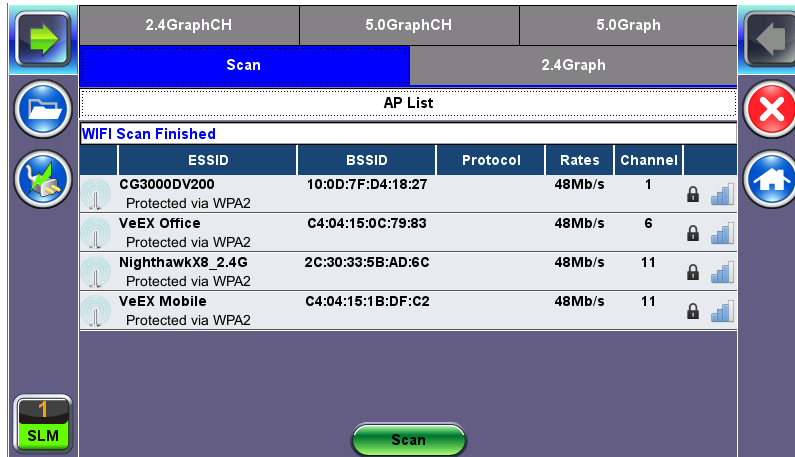 2.4GraphCH 5.0GraphCH 5.0Graph
Scan 2.4Graph
AP List
WIFI Scan Finished
ESSID BSSID Protocol Rates Channel
CG3000DV200 10:0D:7F:D4:18:27 48Mb/s 1
Protected via WPA2
VeEX Office C4:04:15:0C:79:83 48Mb/s 6
Protected via WPA2
NighthawkX8_2.4G 2C:30:33:5B:AD:6C 48Mb/s 11
Protected via WPA2
VeEX Mobile C4:04:15:1B:DF:C2 48Mb/s 11
Protected via WPA2
1
SLM
Scan